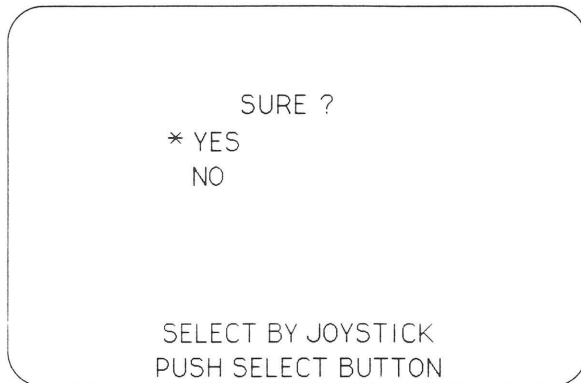 SURE ?
* YES
NO
SELECT BY JOYSTICK
PUSH SELECT BUTTON